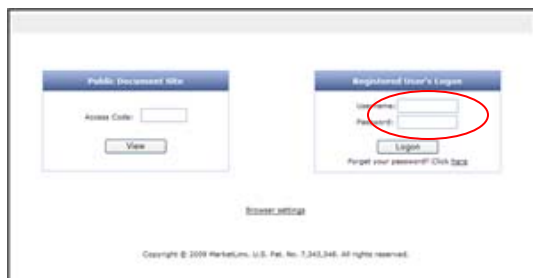 Public Document Site
Access Code:
View
Registered User's Logon
Username:
Password:
Logon
Forget your password? Click here
Browser settings
Copyright © 2009 MarketLinx. U.S. Pat. No. 7,343,348. All rights reserved.